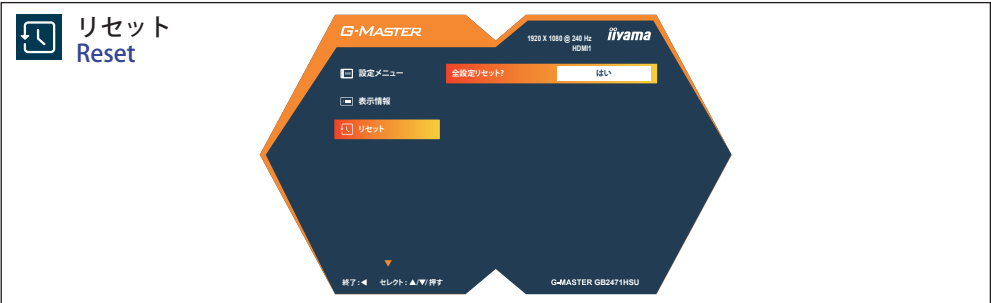 リセット
Reset
G-MASTER
1920 X 1080 @ 240 Hz
HDMI1
iiyama
設定メニュー
全設定リセット?
はい
表示情報
リセット
終了:◀ セレクト:▲/▼/押す
G-MASTER GB2471HSU